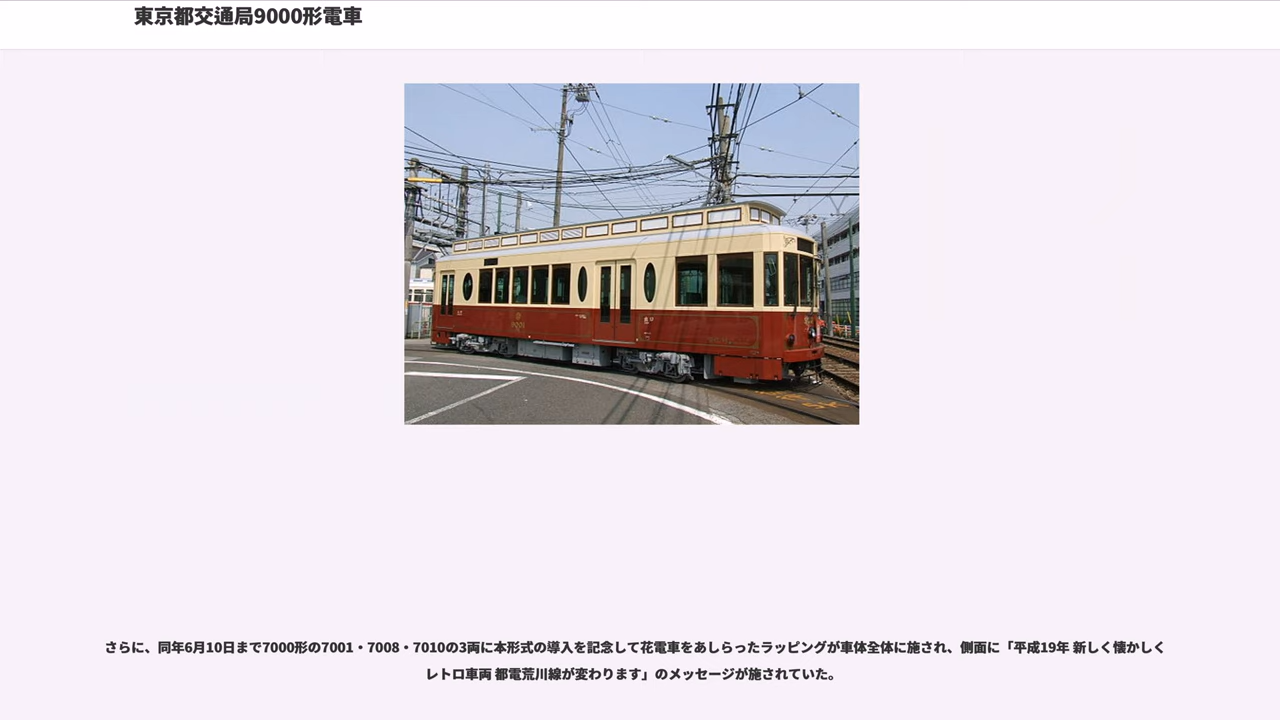 東京都交通局9000形電車
さらに、同年6月10日まで7000形の7001・7008・7010の3両に本形式の導入を記念して花電車をあしらったラッピングが車体全体に施され、側面に「平成19年 新しく懐かしく
レトロ車両 都電荒川線が変わります」のメッセージが施されていた。